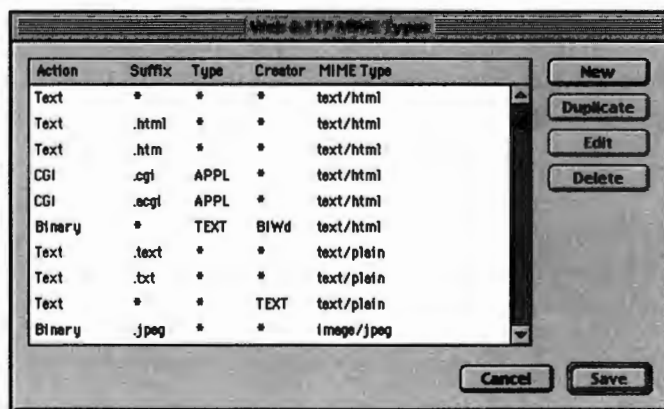 Web & FTP MIME Types
Action Suffix Type Creator MIME Type
Text * * * text/html
Text .html * * text/html
Text .htm * * text/html
CGI .cgi APPL * text/html
CGI .acgi APPL * text/html
Binary * TEXT BIWd text/html
Text .text * * text/plain
Text .txt * * text/plain
Text * * TEXT text/plain
Binary .jpeg * * image/jpeg
New
Duplicate
Edit
Delete
Cancel Save